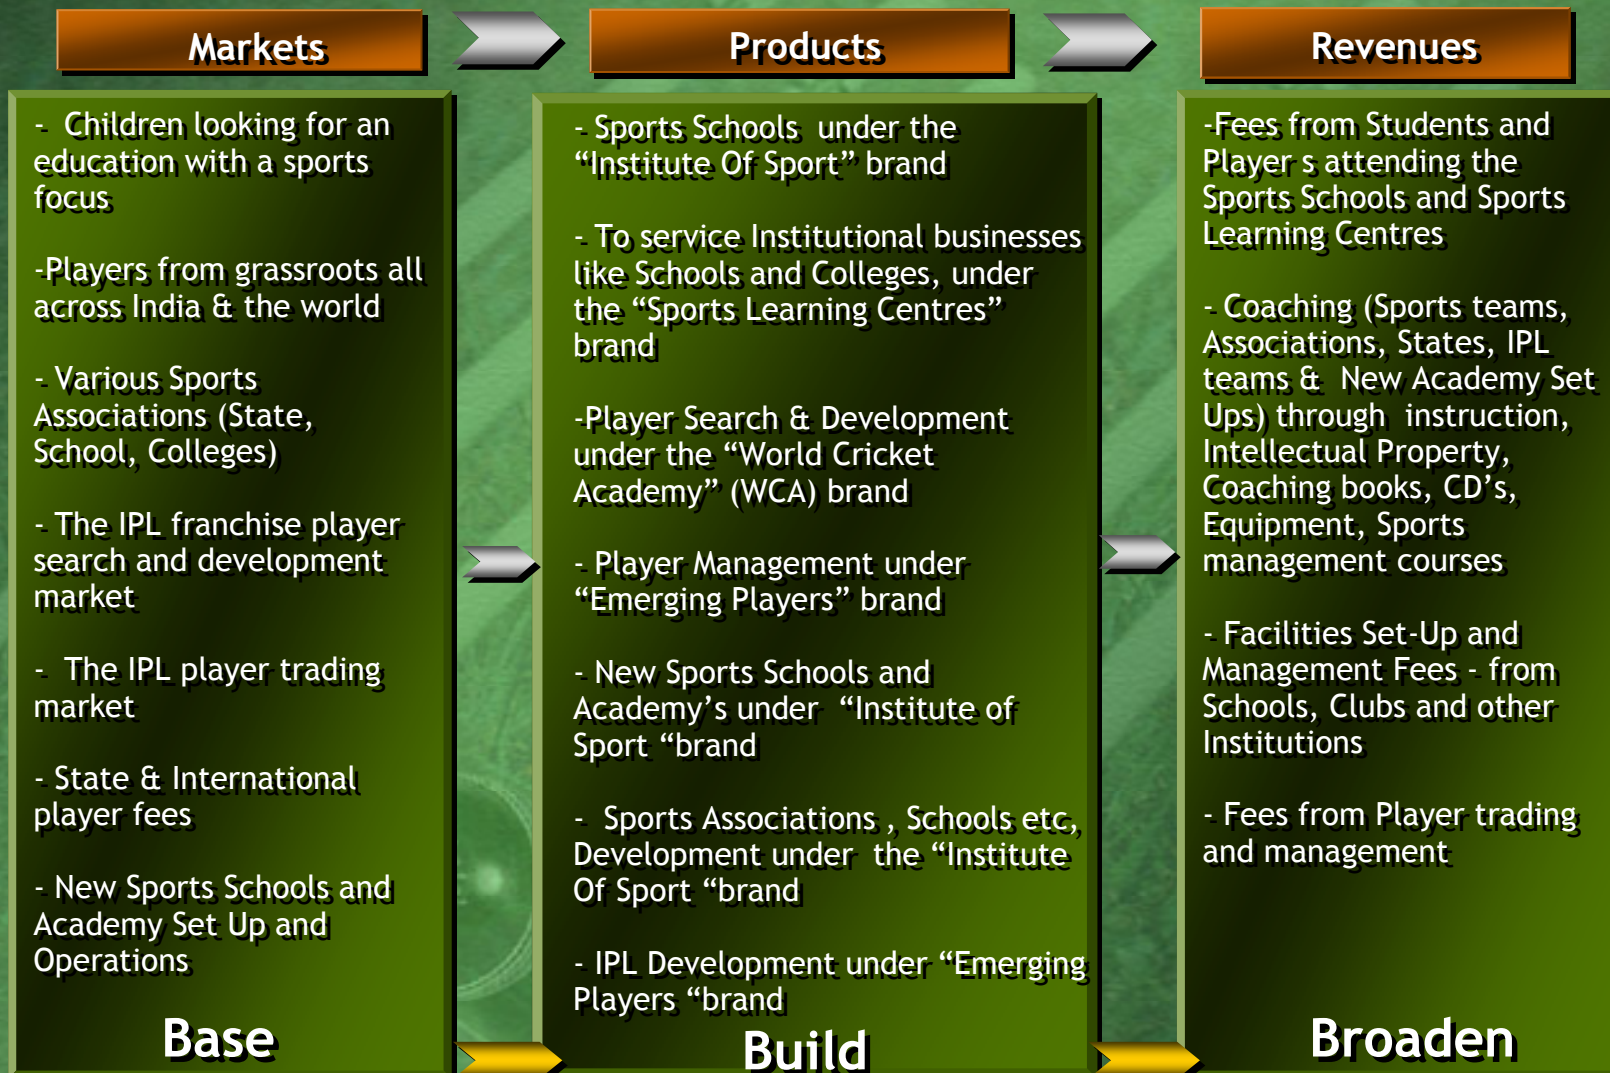 Markets
- Children looking for an
education with a sports
focus
-Players from grassroots all
across India & the world
- Various Sports
Associations (State,
School, Colleges)
- The IPL franchise player
search and development
market
- The IPL player trading
market
- State & International
player fees
- New Sports Schools and
Academy Set Up and
Operations
Base
Products
- Sports Schools under the
“Institute Of Sport” brand
- To service Institutional businesses
like Schools and Colleges, under
the “Sports Learning Centres”
brand
-Player Search & Development
under the “World Cricket
Academy” (WCA) brand
- Player Management under
“Emerging Players” brand
- New Sports Schools and
Academy’s under “Institute of
Sport “brand
- Sports Associations , Schools etc,
Development under the “Institute
Of Sport “brand
- IPL Development under “Emerging
Players “brand
Build
Revenues
-Fees from Students and
Player s attending the
Sports Schools and Sports
Learning Centres
- Coaching (Sports teams,
Associations, States, IPL
teams & New Academy Set
Ups) through instruction,
Intellectual Property,
Coaching books, CD’s,
Equipment, Sports
management courses
- Facilities Set-Up and
Management Fees - from
Schools, Clubs and other
Institutions
- Fees from Player trading
and management
Broaden